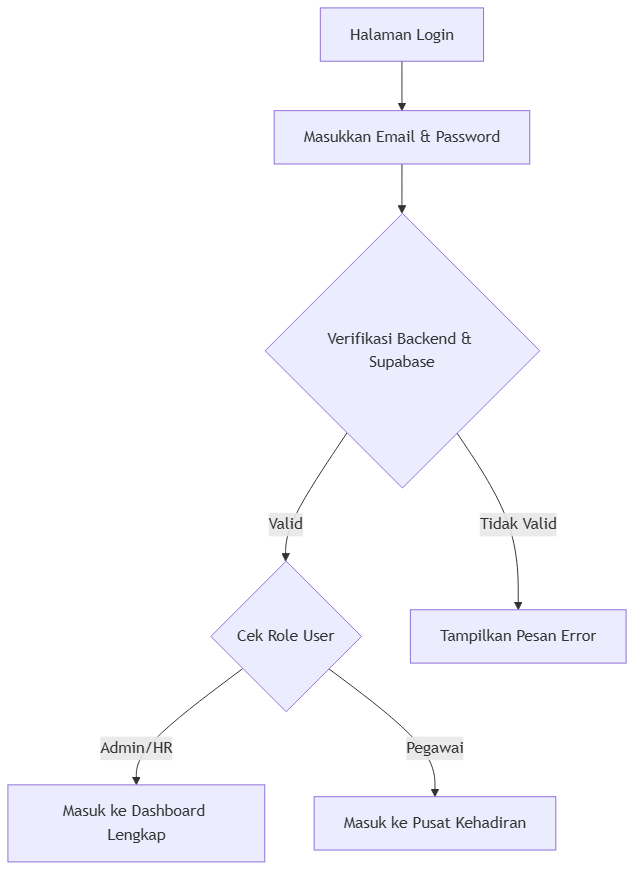 Halaman Login
Masukkan Email & Password
Verifikasi Backend &
Supabase
Valid
Tidak Valid
Cek Role User
Tampilkan Pesan Error
Admin/HR
Pegawai
Masuk ke Dashboard
Lengkap
Masuk ke Pusat Kehadiran